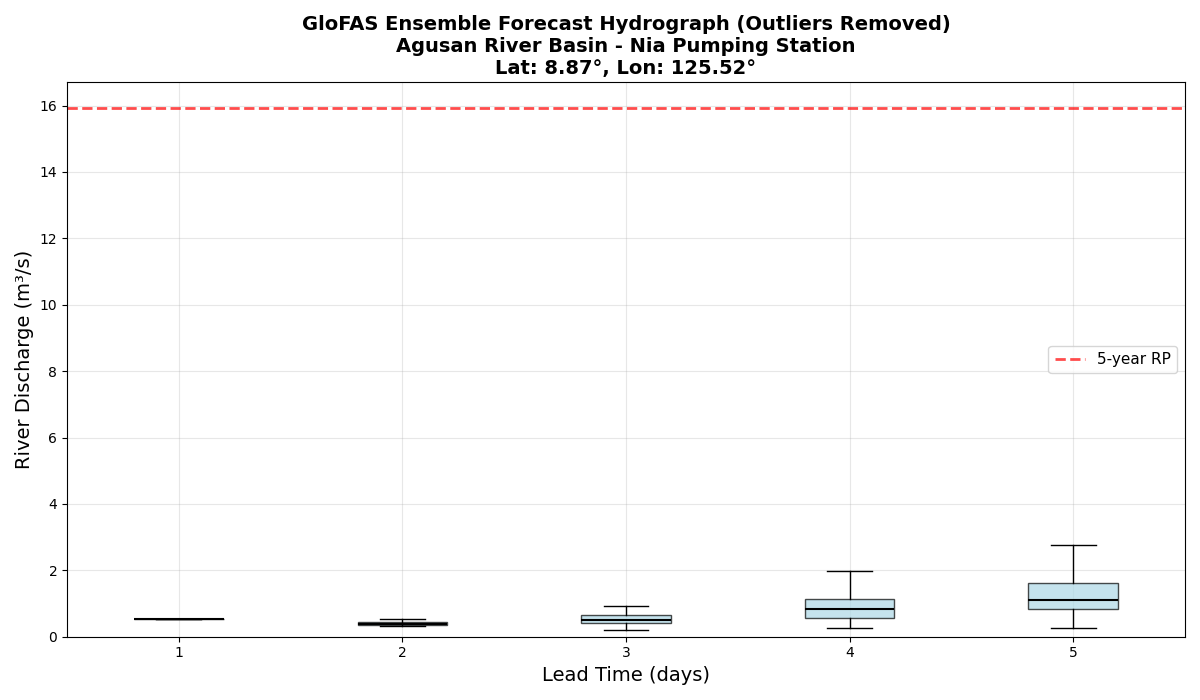 GloFAS Ensemble Forecast Hydrograph (Outliers Removed)
Agusan River Basin - Nia Pumping Station
Lat: 8.87°, Lon: 125.52°
River Discharge (m³/s)
16
14
12
10
8
6
4
2
0
5-year RP
1 2 3 4 5
Lead Time (days)